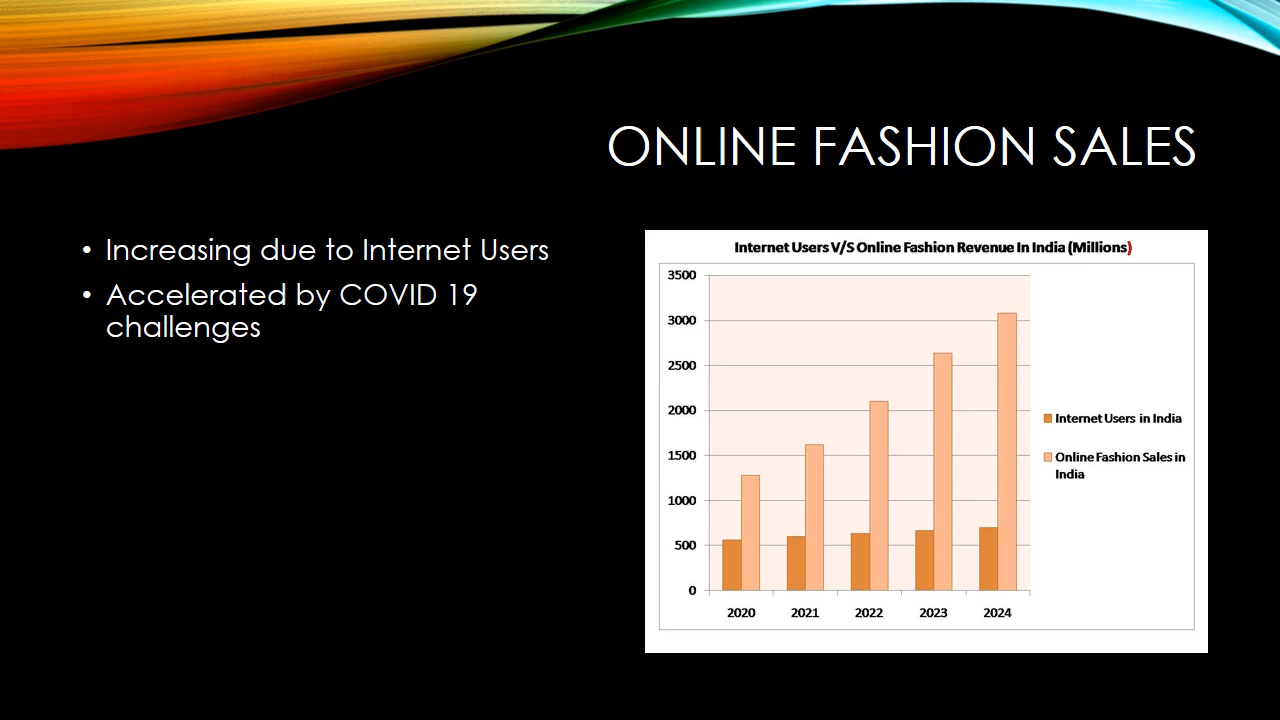 ONLINE FASHION SALES
• Increasing due to Internet Users
• Accelerated by COVID 19
challenges
Internet Users V/S Online Fashion Revenue In India (Millions)
3500
3000
2500
2000
1500
1000
500
0
2020 2021 2022 2023 2024
Internet Users in India
Online Fashion Sales in
India